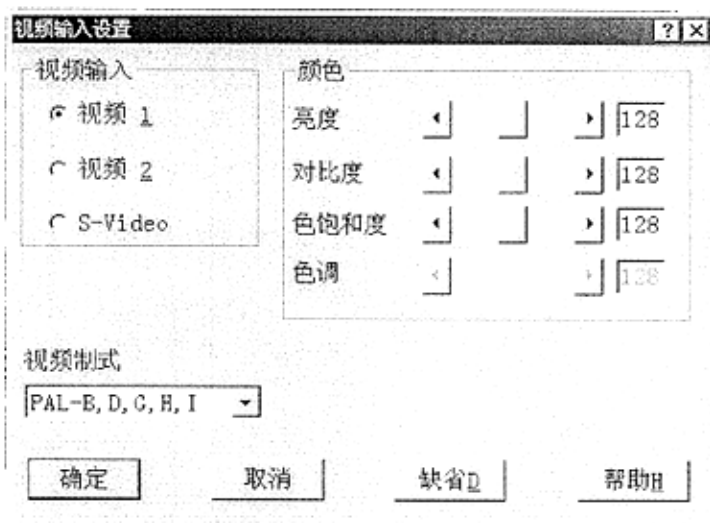 视频输入设置
视频输入
视频 1
视频 2
S-Video
颜色
亮度 128
对比度 128
色饱和度 128
色调 128
视频制式
PAL-B,D,G,H,I
确定 取消 缺省D 帮助H